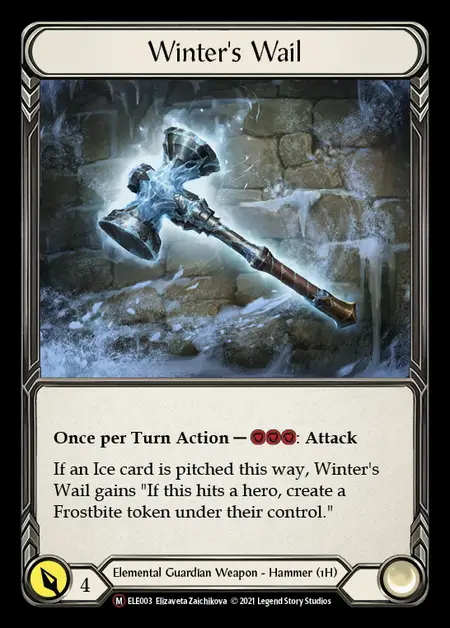 Winter's Wail
Once per Turn Action — : Attack
If an Ice card is pitched this way, Winter's
Wail gains "If this hits a hero, create a
Frostbite token under their control."
4
Elemental Guardian Weapon - Hammer (1H)
M ELE003 Elizaveta Zaichikova © 2021 Legend Story Studios